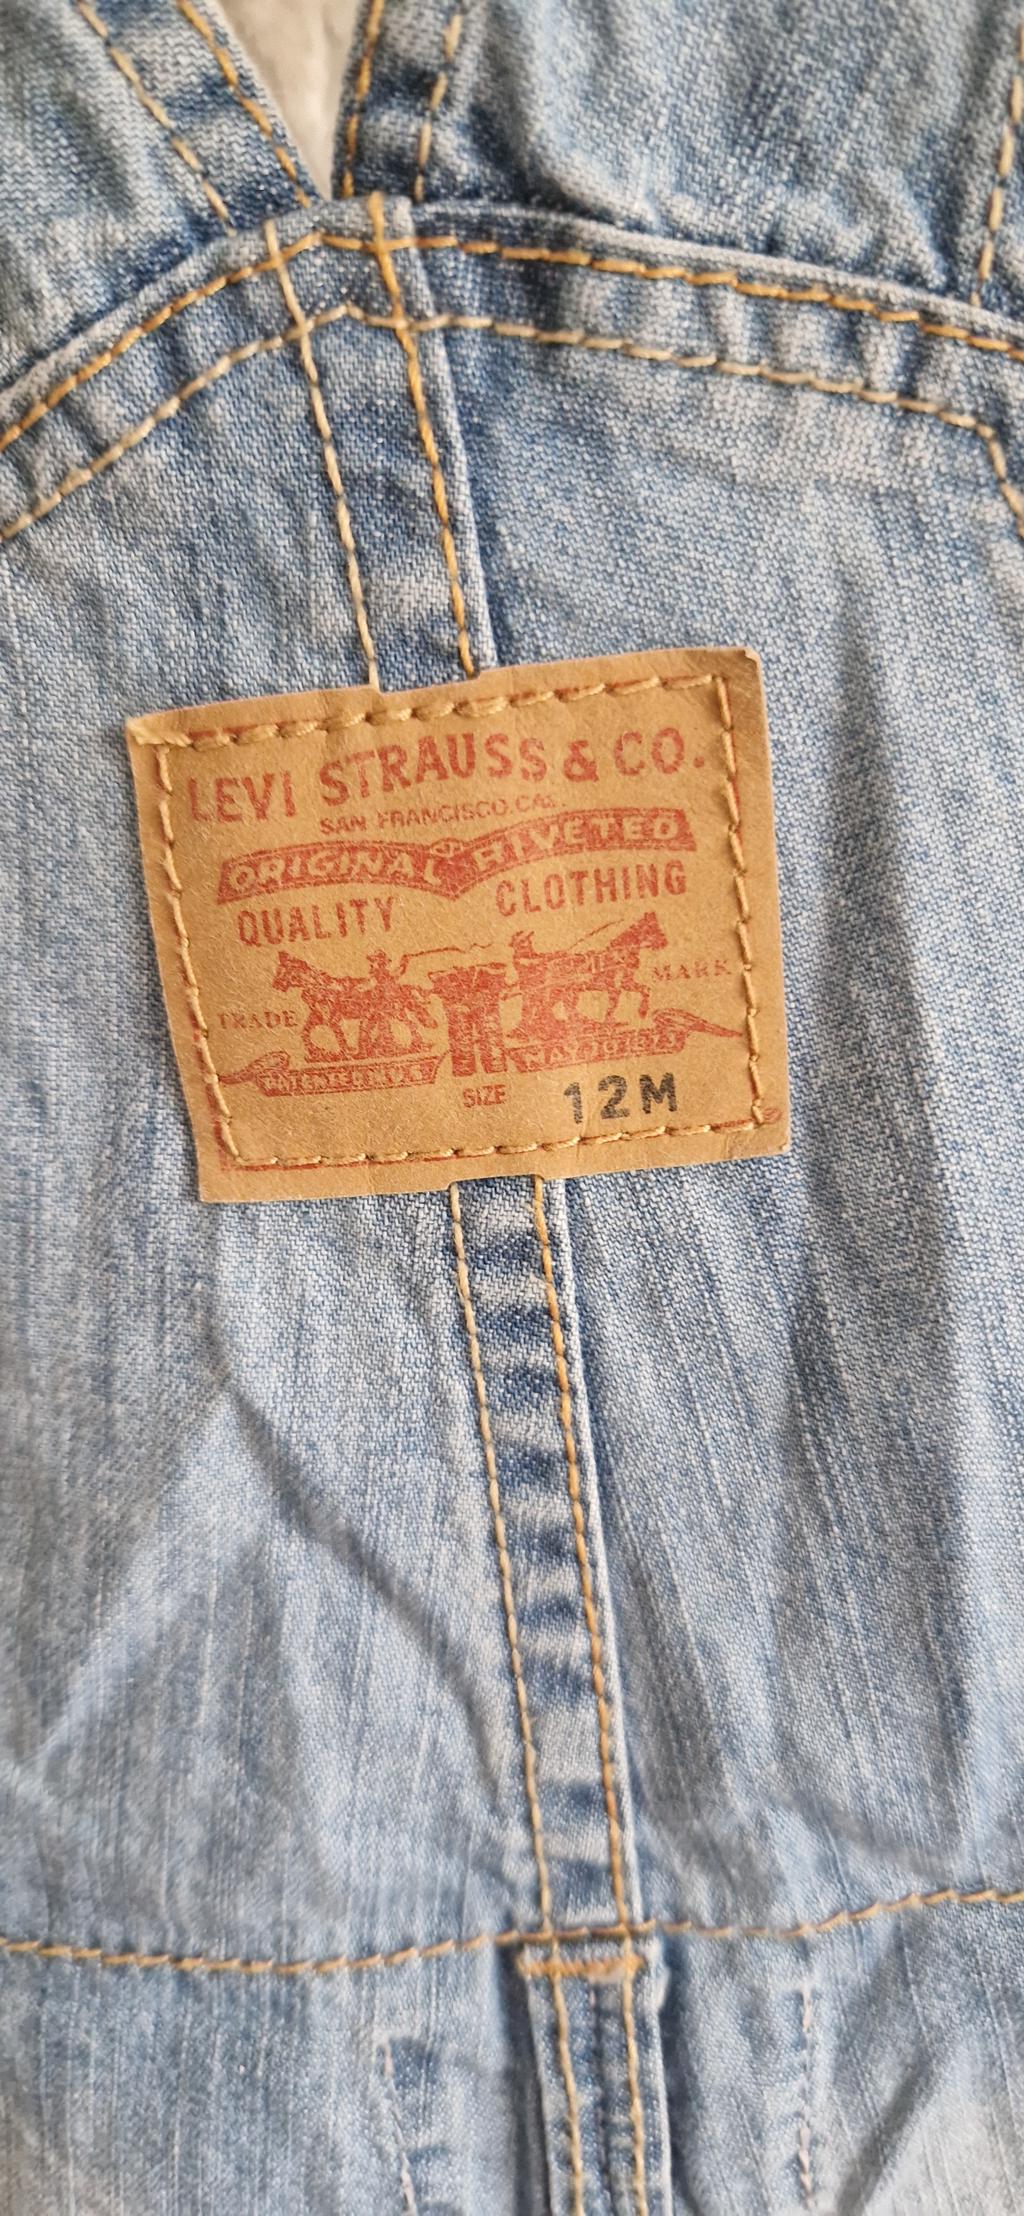 LEVI STRAUSS & CO.
SAN FRANCISCO, CAL.
ORIGINAL RIVETED
QUALITY CLOTHING
TRADE MARK
SIZE 12M